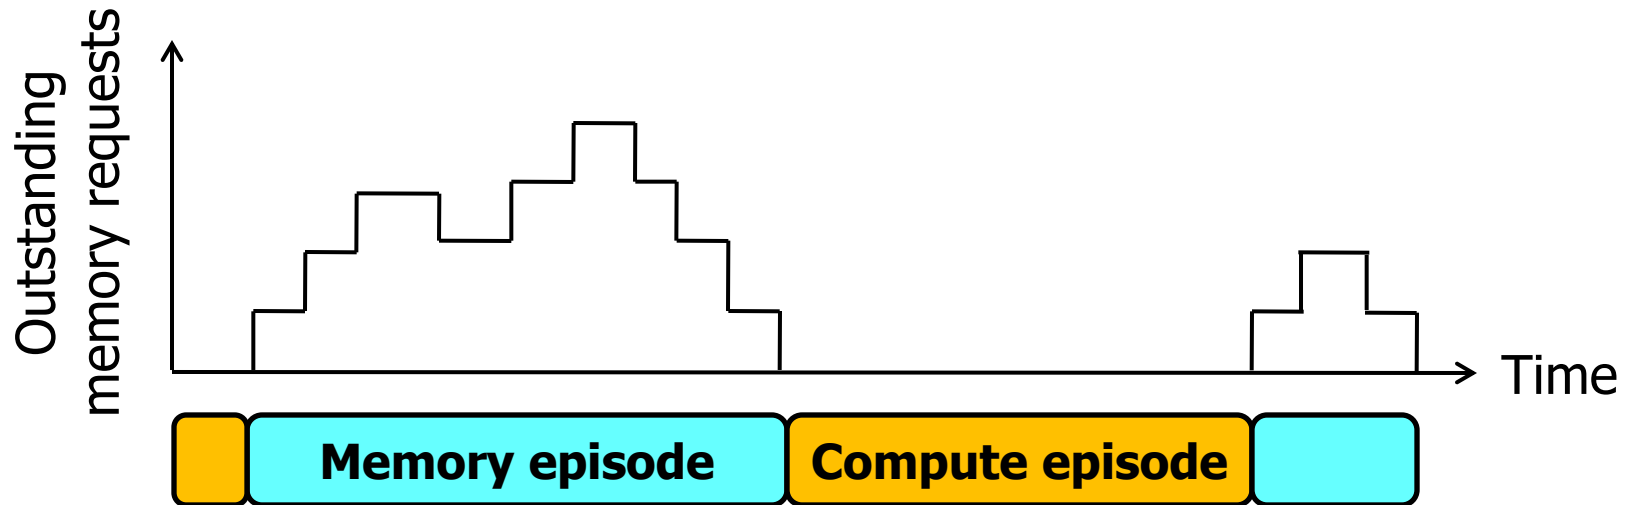 Outstanding
memory requests
Time
Memory episode
Compute episode